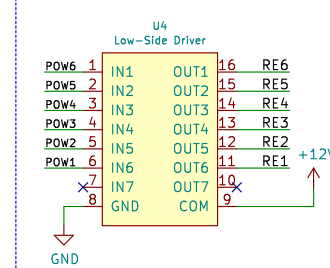 U4
Low-Side Driver
POW6 1 IN1 OUT1 16 RE6
POW5 2 IN2 OUT2 15 RE5
POW4 3 IN3 OUT3 14 RE4
POW3 4 IN4 OUT4 13 RE3
POW2 5 IN5 OUT5 12 RE2
POW1 6 IN6 OUT6 11 RE1
7 IN7 OUT7 10
8 GND COM 9
+12V
GND